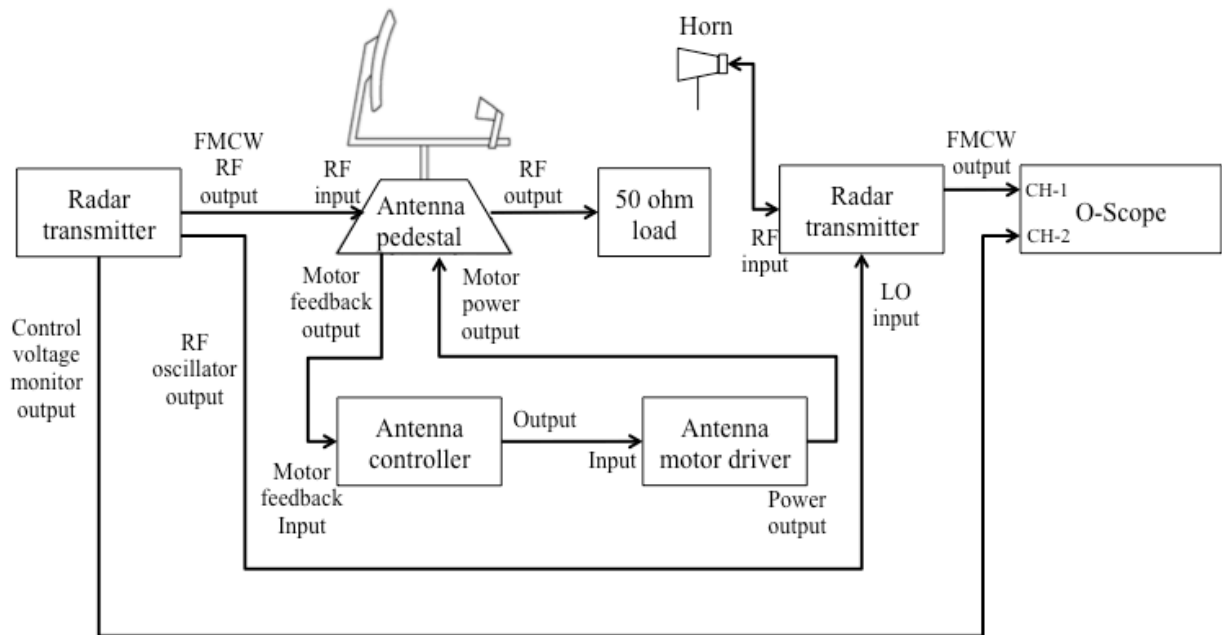 Horn
FMCW
RF
output
RF
input
RF
output
FMCW
output
Radar
transmitter
Antenna
pedestal
50 ohm
load
Radar
transmitter
CH-1
O-Scope
CH-2
RF
input
LO
input
Motor
feedback
output
Motor
power
output
Control
voltage
monitor
output
RF
oscillator
output
Antenna
controller
Output
Input
Antenna
motor driver
Motor
feedback
Input
Power
output